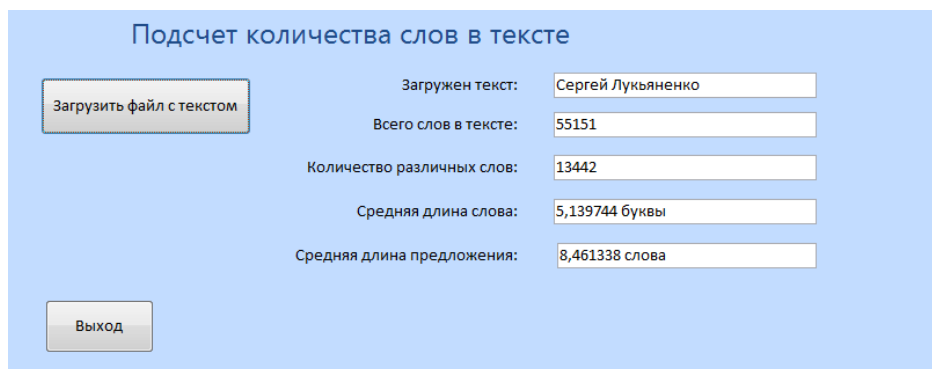 Подсчет количества слов в тексте
Загрузить файл с текстом
Загружен текст: Сергей Лукьяненко
Всего слов в тексте: 55151
Количество различных слов: 13442
Средняя длина слова: 5,139744 буквы
Средняя длина предложения: 8,461338 слова
Выход